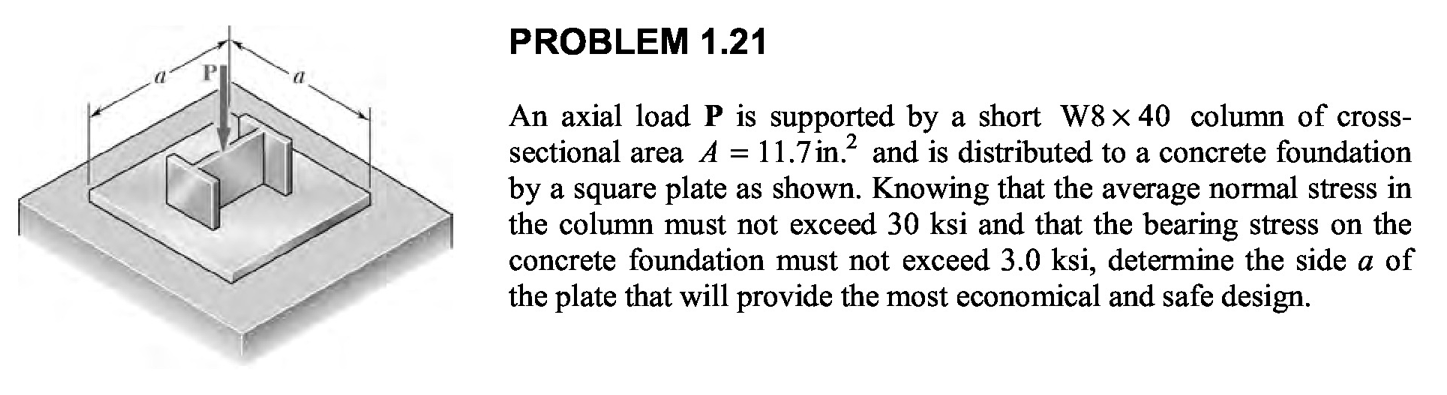 a
P
a
PROBLEM 1.21
An axial load P is supported by a short W8 × 40 column of cross-
sectional area A = 11.7 in.² and is distributed to a concrete foundation
by a square plate as shown. Knowing that the average normal stress in
the column must not exceed 30 ksi and that the bearing stress on the
concrete foundation must not exceed 3.0 ksi, determine the side a of
the plate that will provide the most economical and safe design.